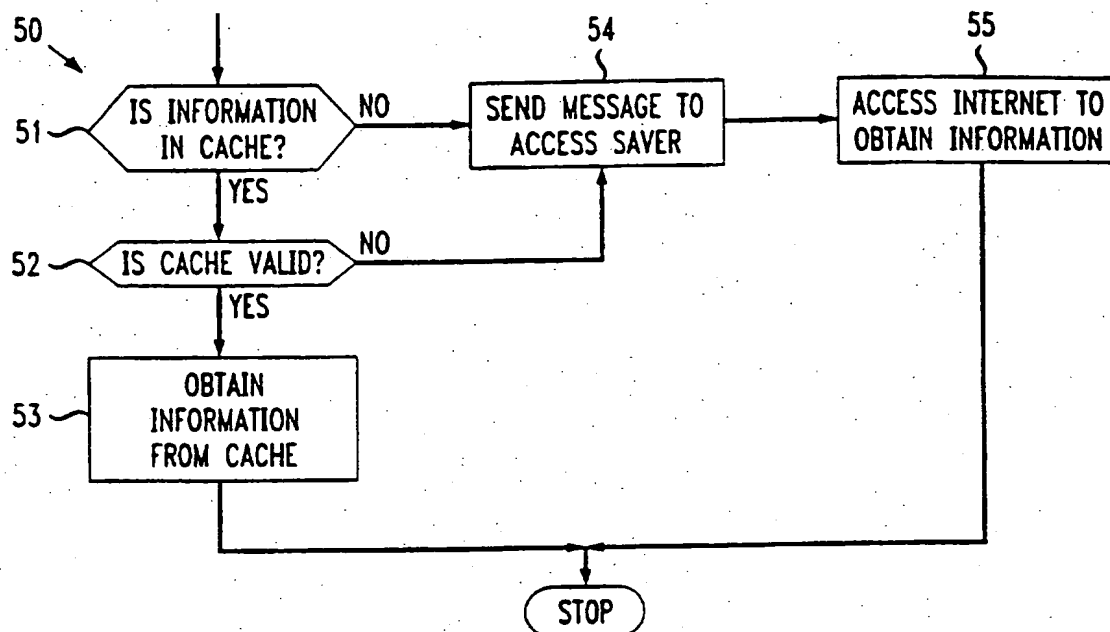 50
54
55
51
IS INFORMATION
IN CACHE?
NO
SEND MESSAGE TO
ACCESS SAVER
ACCESS INTERNET TO
OBTAIN INFORMATION
YES
52
IS CACHE VALID?
NO
YES
53
OBTAIN
INFORMATION
FROM CACHE
STOP